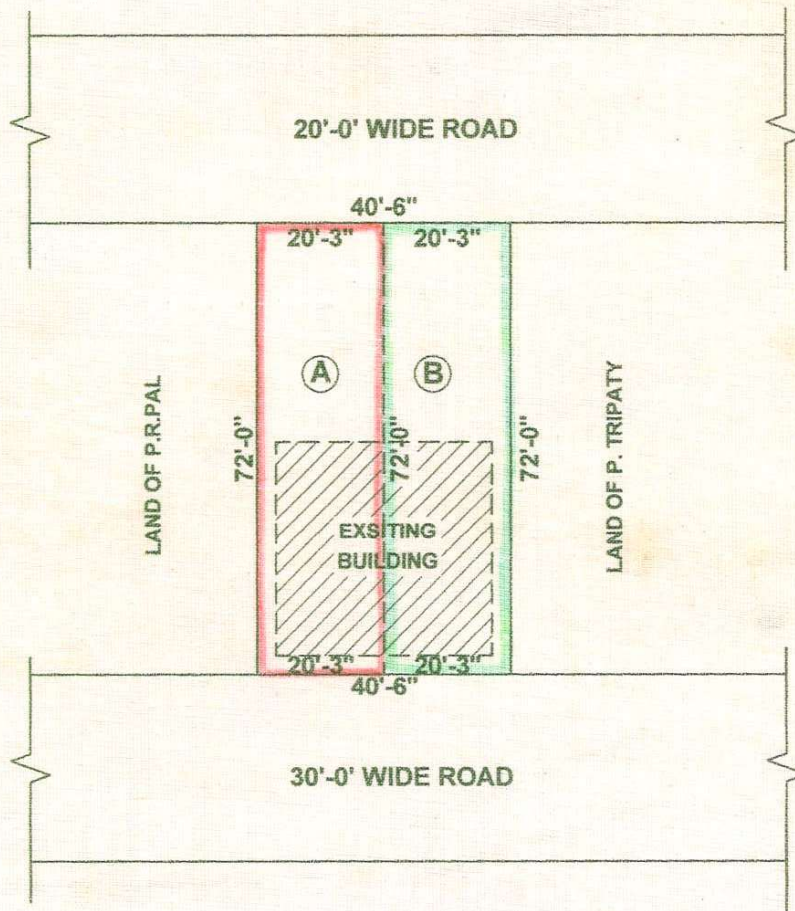 20'-0' WIDE ROAD
40'-6"
20'-3" 20'-3"
A B
LAND OF P.R.PAL
72'-0"
72'-0"
72'-0"
LAND OF P. TRIPATY
EXSITING
BUILDING
20'-3" 20'-3"
40'-6"
30'-0' WIDE ROAD